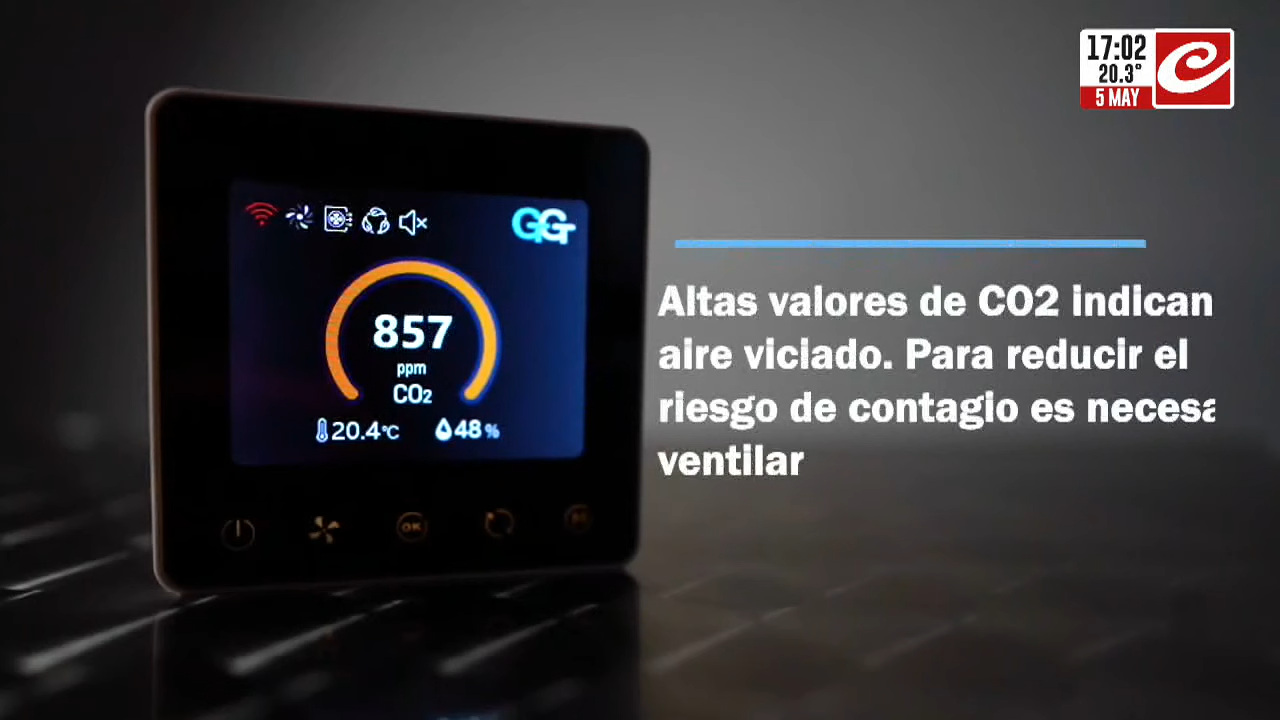 17:02
20.3°
5 MAY
GG
857
ppm
CO₂
20.4°C 48%
OK
Altas valores de CO2 indican
aire viciado. Para reducir el
riesgo de contagio es
ventilar